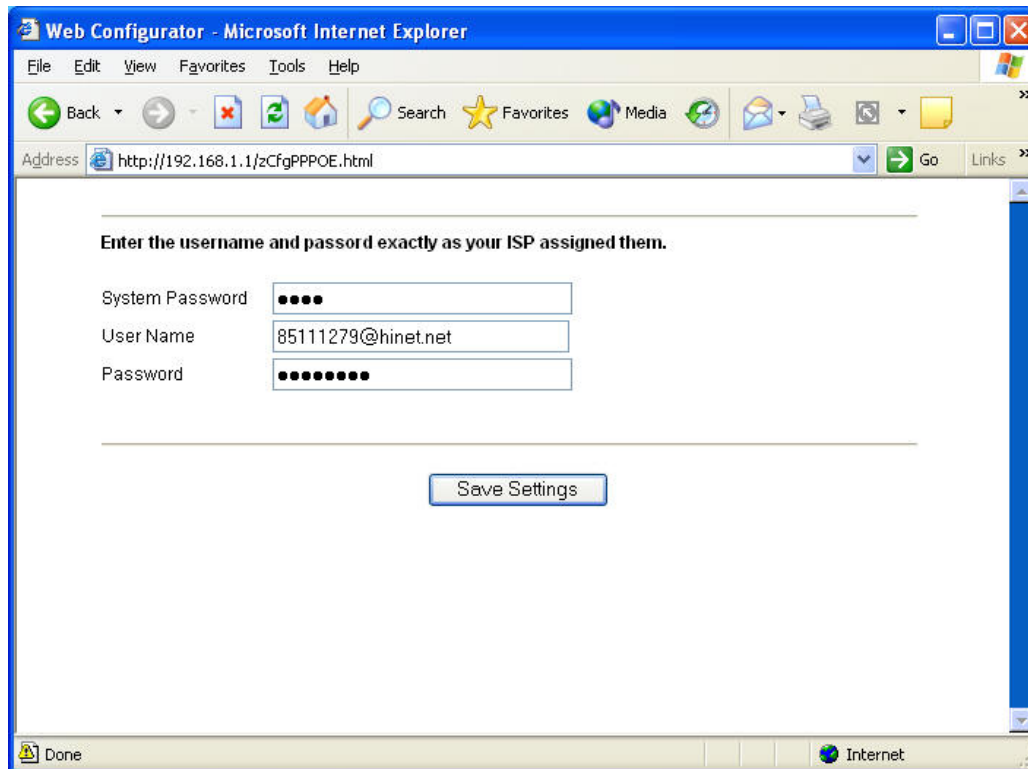 Web Configurator - Microsoft Internet Explorer
File Edit View Favorites Tools Help
Back Search Favorites Media »
Address http://192.168.1.1/zCfgPPPOE.html Go Links »
Enter the username and passord exactly as your ISP assigned them.
System Password ●●●●
User Name 85111279@hinet.net
Password ●●●●●●●●
Save Settings
Done Internet